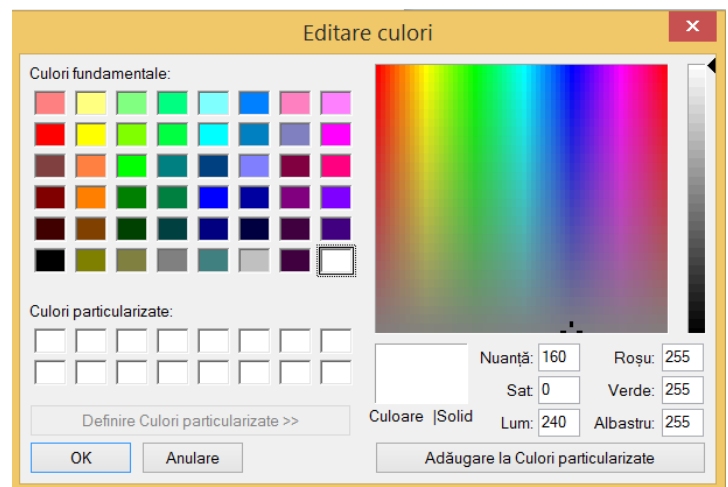 Editare culori
Culori fundamentale:
Culori particularizate:
Definire Culori particularizate >>
OK Anulare
Culoare |Solid
Nuanță: 160 Roșu: 255
Sat: 0 Verde: 255
Lum: 240 Albastru: 255
Adăugare la Culori particularizate